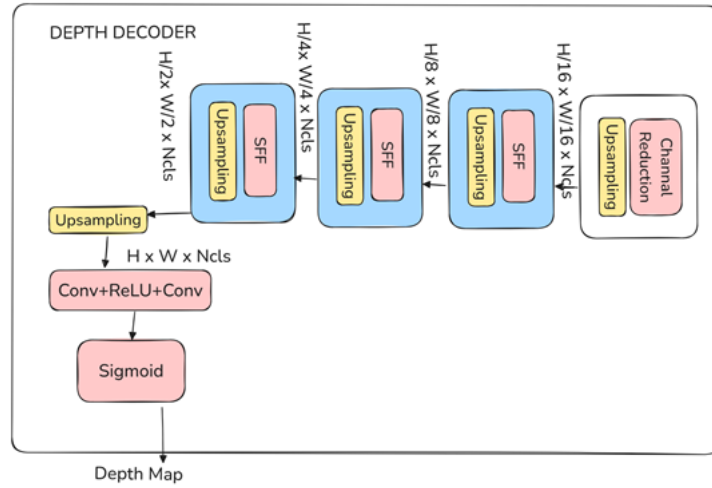 DEPTH DECODER
H/2x W/2 x Ncls
Upsampling
SFF
H/4x W/4 x Ncls
Upsampling
SFF
H/8 x W/8 x Ncls
Upsampling
SFF
H/16 x W/16 x Ncls
Upsampling
Channal
Reduction
Upsampling
H x W x Ncls
Conv+ReLU+Conv
Sigmoid
Depth Map